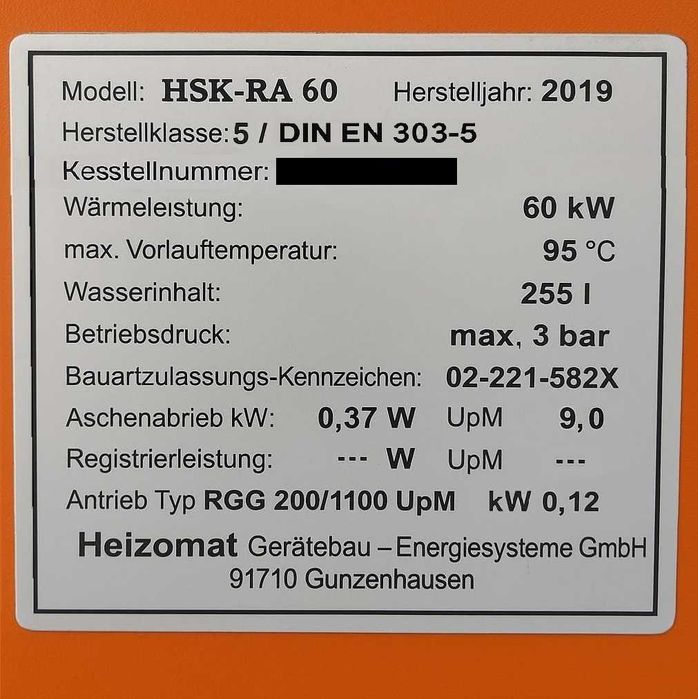 Modell: HSK-RA 60 Herstelljahr: 2019
Herstellklasse: 5 / DIN EN 303-5
Kesstellnummer:
Wärmeleistung: 60 kW
max. Vorlauftemperatur: 95 °C
Wasserinhalt: 255 l
Betriebsdruck: max, 3 bar
Bauartzulassungs-Kennzeichen: 02-221-582X
Aschenabrieb kW: 0,37 W UpM 9,0
Registrierleistung: --- W UpM ---
Antrieb Typ RGG 200/1100 UpM kW 0,12
Heizomat Gerätebau – Energiesysteme GmbH
91710 Gunzenhausen